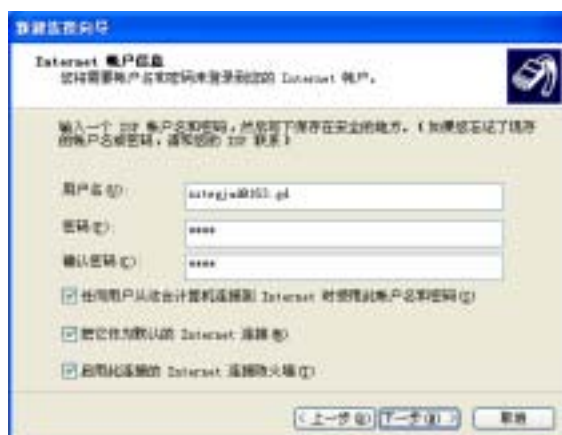 新建连接向导
Internet 帐户信息
您将需要帐户名和密码来登录到您的 Internet 帐户。
输入一个 ISP 帐户名和密码，然后写下保存在安全的地方。(如果您忘记了现存
的帐户名或密码，请和您的 ISP 联系)
用户名(U):
密码(P):
****
确认密码(C):
****
任何用户从这台计算机连接到 Internet 时使用此帐户名和密码(S)
把它作为默认的 Internet 连接(M)
启用此连接的 Internet 连接防火墙(T)
<上一步(B)
下一步(N)>
取消